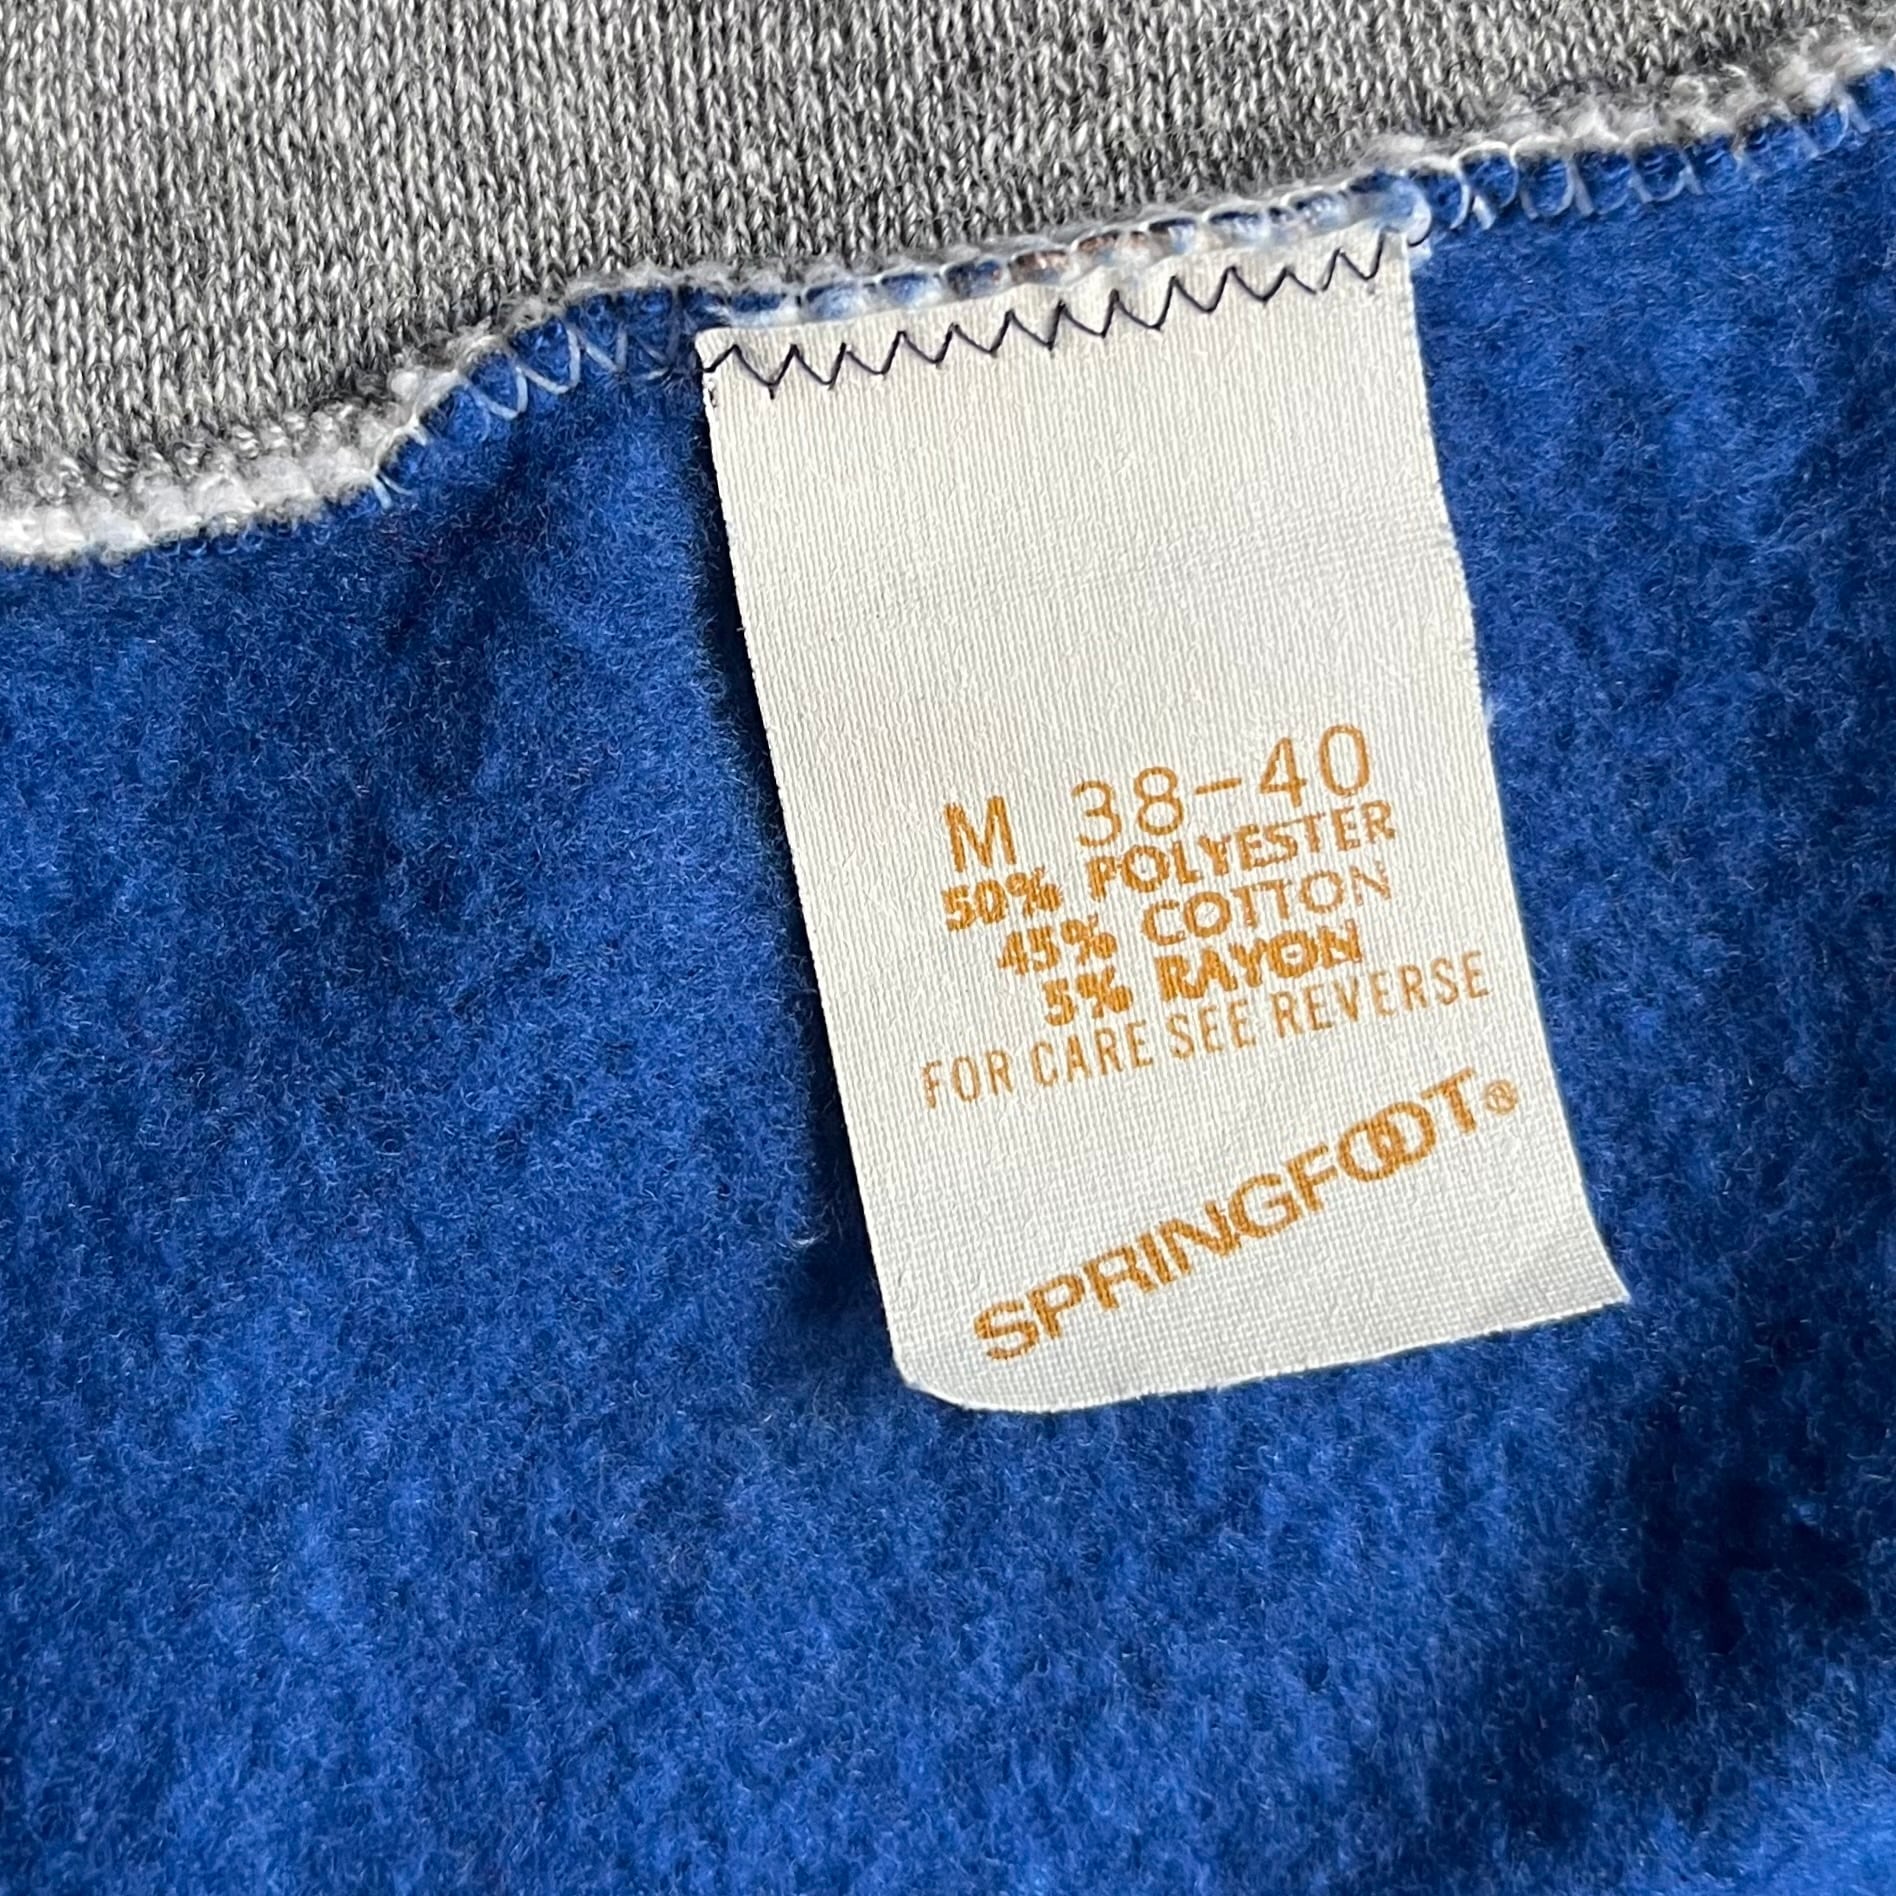 M 38-40
50% POLYESTER
45% COTTON
5% RAYON
FOR CARE SEE REVERSE
SPRINGFOOT®